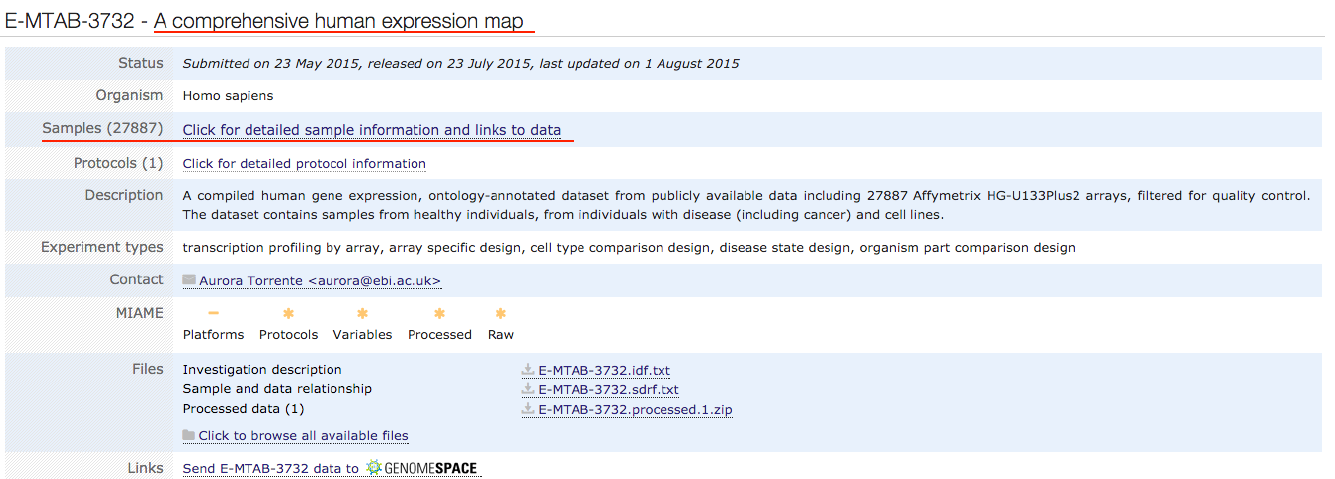 E-MTAB-3732 - A comprehensive human expression map
Status Submitted on 23 May 2015, released on 23 July 2015, last updated on 1 August 2015
Organism Homo sapiens
Samples (27887) Click for detailed sample information and links to data
Protocols (1) Click for detailed protocol information
Description A compiled human gene expression, ontology-annotated dataset from publicly available data including 27887 Affymetrix HG-U133Plus2 arrays, filtered for quality control.
The dataset contains samples from healthy individuals, from individuals with disease (including cancer) and cell lines.
Experiment types transcription profiling by array, array specific design, cell type comparison design, disease state design, organism part comparison design
Contact Aurora Torrente <aurora@ebi.ac.uk>
MIAME
Platforms Protocols Variables Processed Raw
Files Investigation description E-MTAB-3732.idf.txt
Sample and data relationship E-MTAB-3732.sdrf.txt
Processed data (1) E-MTAB-3732.processed.1.zip
Click to browse all available files
Links Send E-MTAB-3732 data to GENOMESPACE